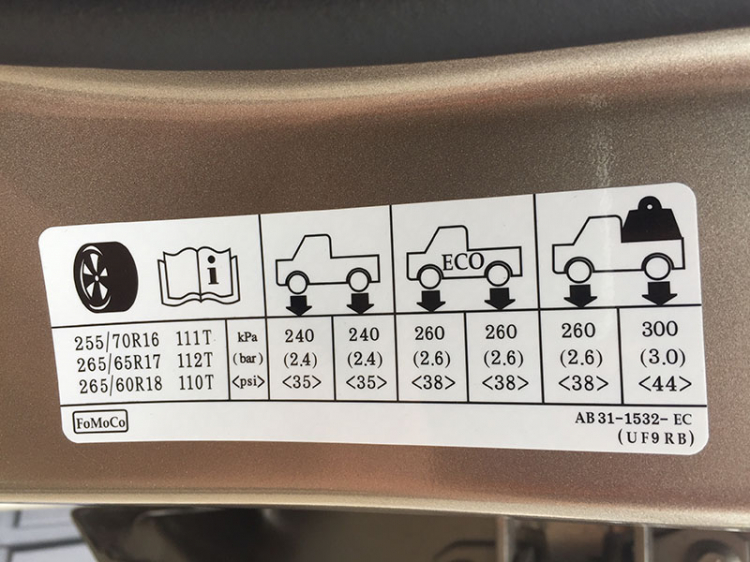 ECO
255/70R16 111T kPa 240 240 260 260 260 300
265/65R17 112T (bar) (2.4) (2.4) (2.6) (2.6) (2.6) (3.0)
265/60R18 110T <psi> <35> <35> <38> <38> <38> <44>
FoMoCo AB31-1532-EC
(UF9RB)